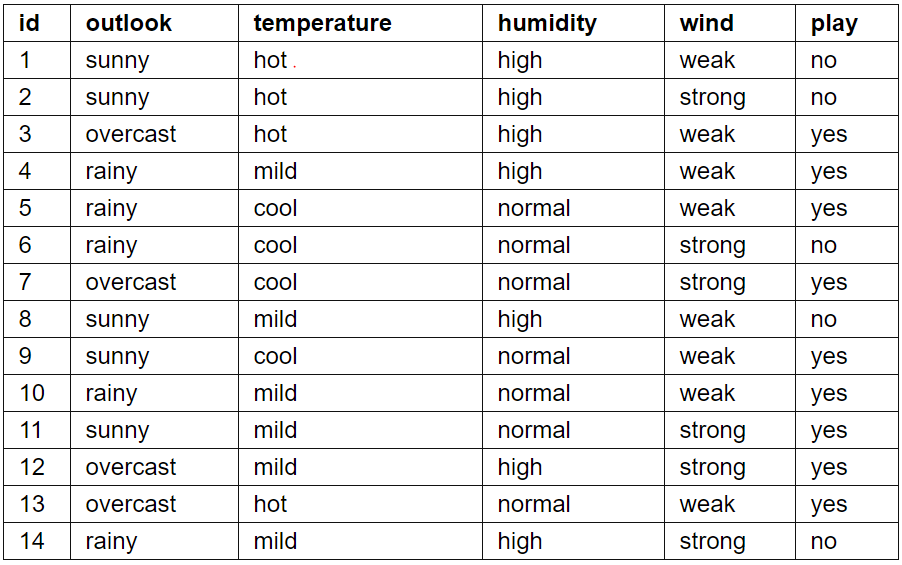 id outlook temperature humidity wind play
1 sunny hot . high weak no
2 sunny hot high strong no
3 overcast hot high weak yes
4 rainy mild high weak yes
5 rainy cool normal weak yes
6 rainy cool normal strong no
7 overcast cool normal strong yes
8 sunny mild high weak no
9 sunny cool normal weak yes
10 rainy mild normal weak yes
11 sunny mild normal strong yes
12 overcast mild high strong yes
13 overcast hot normal weak yes
14 rainy mild high strong no